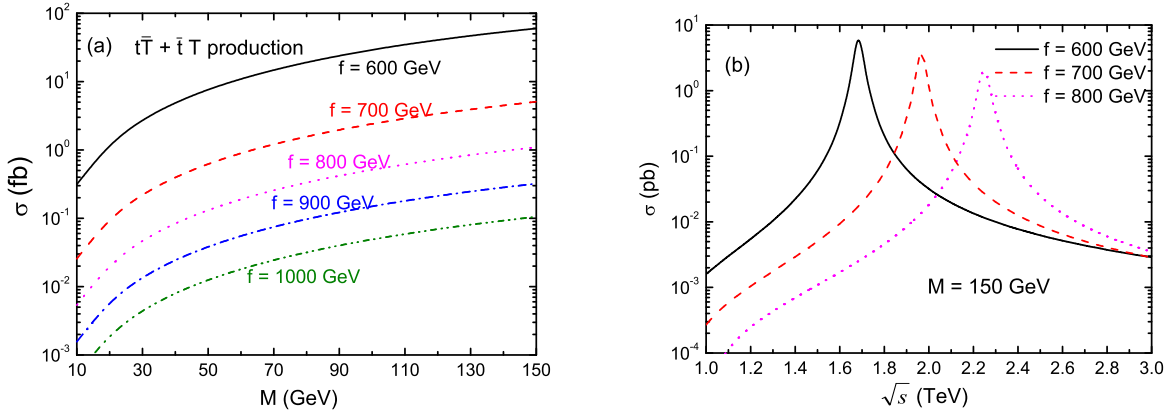 (a) tT̅ + t̅ T production
f = 600 GeV
f = 700 GeV
f = 800 GeV
f = 900 GeV
f = 1000 GeV
10²
10¹
10⁰
10⁻¹
10⁻²
10⁻³
σ (fb)
10 30 50 70 90 110 130 150
M (GeV)
(b)
f = 600 GeV
f = 700 GeV
f = 800 GeV
M = 150 GeV
10¹
10⁰
10⁻¹
10⁻²
10⁻³
10⁻⁴
σ (pb)
1.0 1.2 1.4 1.6 1.8 2.0 2.2 2.4 2.6 2.8 3.0
√s (TeV)